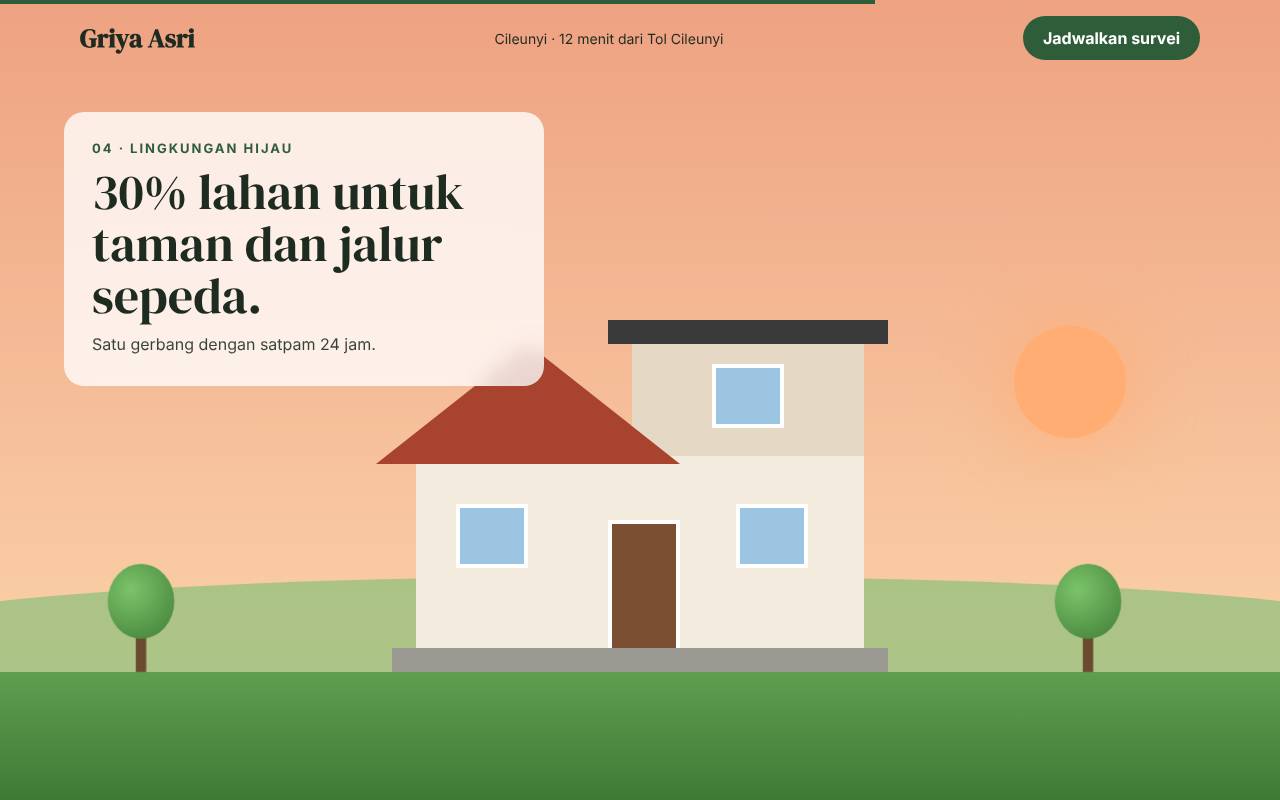 Griya Asri
Cileunyi · 12 menit dari Tol Cileunyi
Jadwalkan survei
04 · LINGKUNGAN HIJAU
30% lahan untuk
taman dan jalur
sepeda.
Satu gerbang dengan satpam 24 jam.